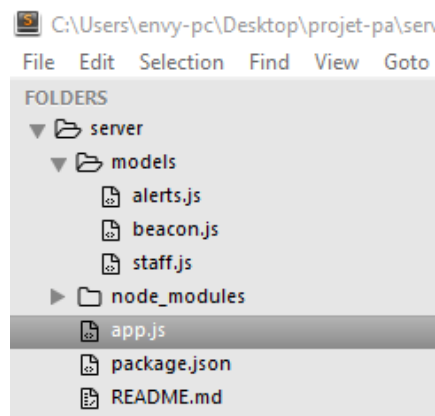 C:\Users\envy-pc\Desktop\projet-pa\serv
File Edit Selection Find View Goto
FOLDERS
server
models
alerts.js
beacon.js
staff.js
node_modules
app.js
package.json
README.md